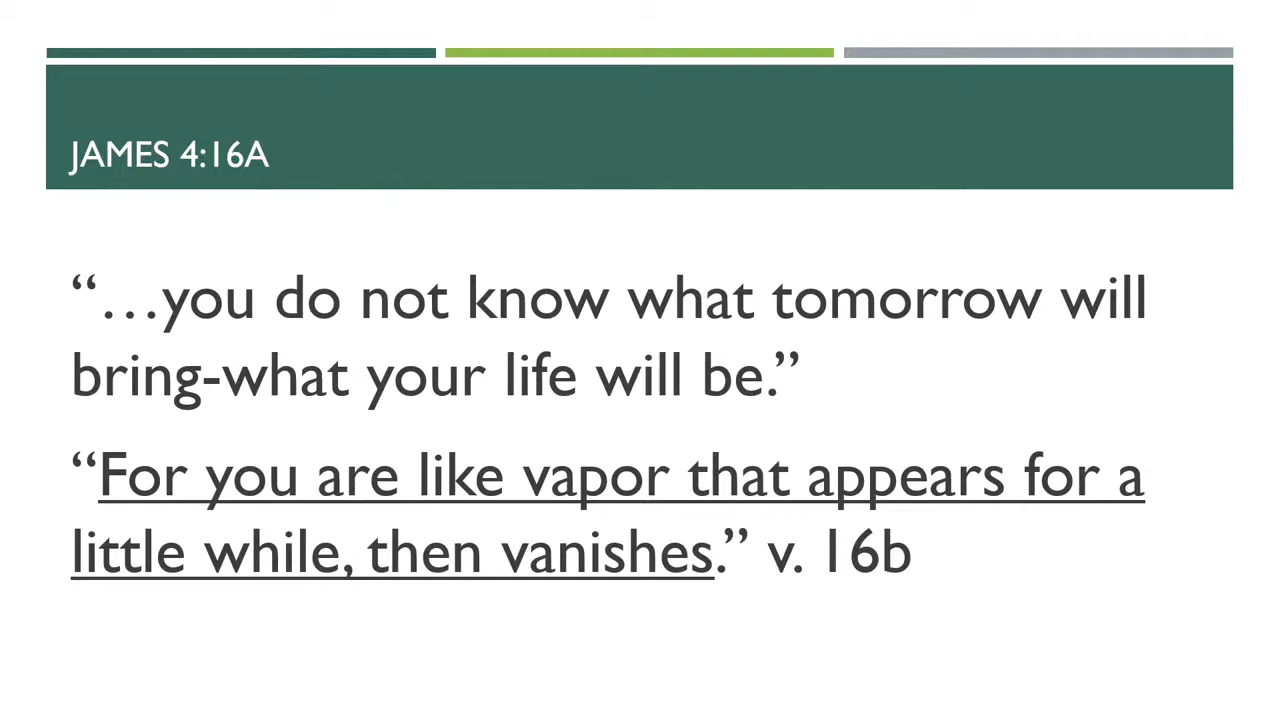 JAMES 4:16A
“…you do not know what tomorrow will
bring-what your life will be.”
“For you are like vapor that appears for a
little while, then vanishes.” v. 16b